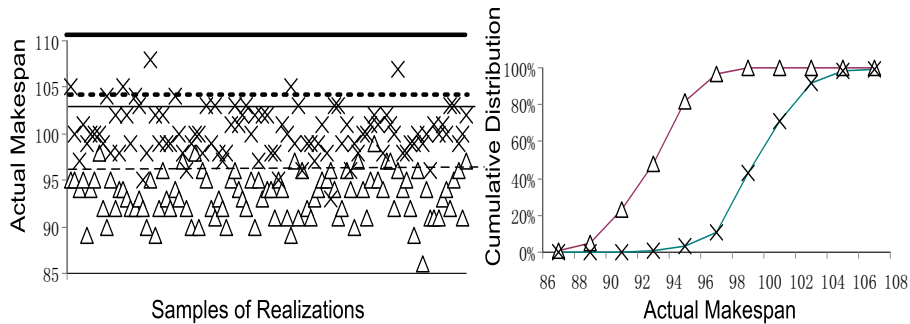 Actual Makespan
110
105
100
95
90
85
Samples of Realizations
Cumulative Distribution
100%
80%
60%
40%
20%
0%
86 88 90 92 94 96 98 100 102 104 106 108
Actual Makespan